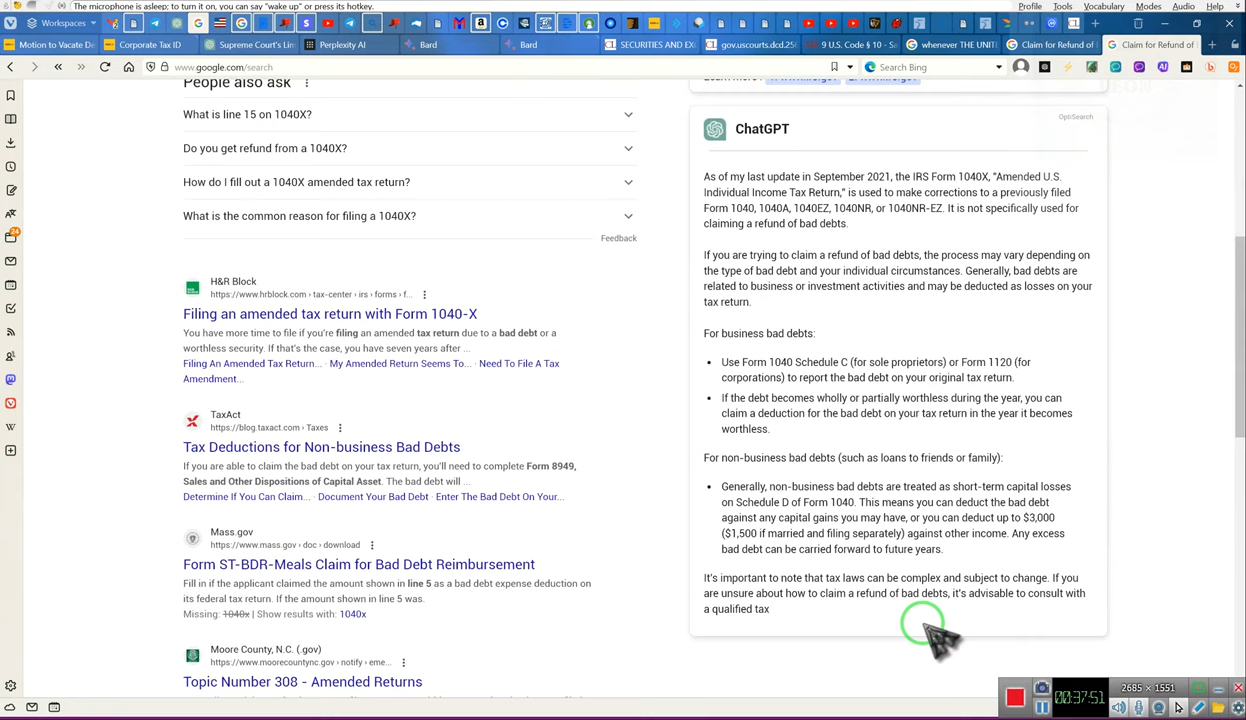 The microphone is asleep; to turn it on, you can say "wake up" or press its hotkey.
Profile Tools Vocabulary Modes Audio Help
Workspaces
Motion to Vacate De
Corporate Tax ID
Supreme Court's Lin
Perplexity AI
Bard
Bard
SECURITIES AND EX
gov.uscourts.dcd.256
9 U.S. Code § 10 - Sa
whenever THE UNIT
Claim for Refund of
Claim for Refund of
www.google.com/search
Search Bing
People also ask
What is line 15 on 1040X?
Do you get refund from a 1040X?
How do I fill out a 1040X amended tax return?
What is the common reason for filing a 1040X?
Feedback
H&R Block
https://www.hrblock.com › tax-center › irs › forms › f...
Filing an amended tax return with Form 1040-X
You have more time to file if you're filing an amended tax return due to a bad debt or a
worthless security. If that's the case, you have seven years after ...
Filing An Amended Tax Return... · My Amended Return Seems To... · Need To File A Tax
Amendment...
TaxAct
https://blog.taxact.com › Taxes
Tax Deductions for Non-business Bad Debts
If you are able to claim the bad debt on your tax return, you'll need to complete Form 8949,
Sales and Other Dispositions of Capital Asset. The bad debt will ...
Determine If You Can Claim... · Document Your Bad Debt · Enter The Bad Debt On Your...
Mass.gov
https://www.mass.gov › doc › download
Form ST-BDR-Meals Claim for Bad Debt Reimbursement
Fill in if the applicant claimed the amount shown in line 5 as a bad debt expense deduction on
its federal tax return. If the amount shown in line 5 was.
Missing: 1040x | Show results with: 1040x
Moore County, N.C. (.gov)
https://www.moorecountync.gov › notify › eme...
Topic Number 308 - Amended Returns
OptiSearch
ChatGPT
As of my last update in September 2021, the IRS Form 1040X, "Amended U.S.
Individual Income Tax Return," is used to make corrections to a previously filed
Form 1040, 1040A, 1040EZ, 1040NR, or 1040NR-EZ. It is not specifically used for
claiming a refund of bad debts.
If you are trying to claim a refund of bad debts, the process may vary depending on
the type of bad debt and your individual circumstances. Generally, bad debts are
related to business or investment activities and may be deducted as losses on your
tax return.
For business bad debts:
• Use Form 1040 Schedule C (for sole proprietors) or Form 1120 (for
corporations) to report the bad debt on your original tax return.
• If the debt becomes wholly or partially worthless during the year, you can
claim a deduction for the bad debt on your tax return in the year it becomes
worthless.
For non-business bad debts (such as loans to friends or family):
• Generally, non-business bad debts are treated as short-term capital losses
on Schedule D of Form 1040. This means you can deduct the bad debt
against any capital gains you may have, or you can deduct up to $3,000
($1,500 if married and filing separately) against other income. Any excess
bad debt can be carried forward to future years.
It's important to note that tax laws can be complex and subject to change. If you
are unsure about how to claim a refund of bad debts, it's advisable to consult with
a qualified tax
24
00:37:51
2685 × 1551